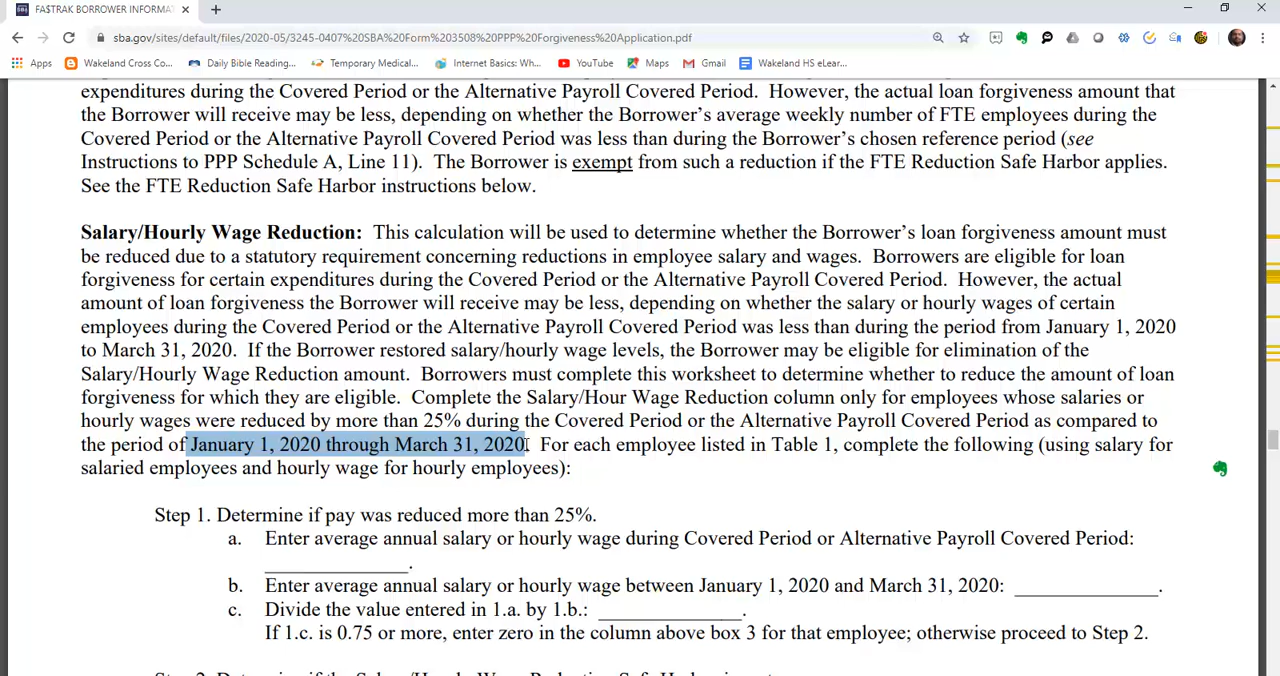 FA$TRAK BORROWER INFORMA
sba.gov/sites/default/files/2020-05/3245-0407%20SBA%20Form%203508%20PPP%20Forgiveness%20Application.pdf
Apps Wakeland Cross Co... Daily Bible Reading... Temporary Medical... Internet Basics: Wh... YouTube Maps Gmail Wakeland HS eLear...
expenditures during the Covered Period or the Alternative Payroll Covered Period. However, the actual loan forgiveness amount that
the Borrower will receive may be less, depending on whether the Borrower's average weekly number of FTE employees during the
Covered Period or the Alternative Payroll Covered Period was less than during the Borrower's chosen reference period (see
Instructions to PPP Schedule A, Line 11). The Borrower is exempt from such a reduction if the FTE Reduction Safe Harbor applies.
See the FTE Reduction Safe Harbor instructions below.
Salary/Hourly Wage Reduction: This calculation will be used to determine whether the Borrower's loan forgiveness amount must
be reduced due to a statutory requirement concerning reductions in employee salary and wages. Borrowers are eligible for loan
forgiveness for certain expenditures during the Covered Period or the Alternative Payroll Covered Period. However, the actual
amount of loan forgiveness the Borrower will receive may be less, depending on whether the salary or hourly wages of certain
employees during the Covered Period or the Alternative Payroll Covered Period was less than during the period from January 1, 2020
to March 31, 2020. If the Borrower restored salary/hourly wage levels, the Borrower may be eligible for elimination of the
Salary/Hourly Wage Reduction amount. Borrowers must complete this worksheet to determine whether to reduce the amount of loan
forgiveness for which they are eligible. Complete the Salary/Hour Wage Reduction column only for employees whose salaries or
hourly wages were reduced by more than 25% during the Covered Period or the Alternative Payroll Covered Period as compared to
the period of January 1, 2020 through March 31, 2020. For each employee listed in Table 1, complete the following (using salary for
salaried employees and hourly wage for hourly employees):
Step 1. Determine if pay was reduced more than 25%.
a. Enter average annual salary or hourly wage during Covered Period or Alternative Payroll Covered Period:
______________.
b. Enter average annual salary or hourly wage between January 1, 2020 and March 31, 2020: ______________.
c. Divide the value entered in 1.a. by 1.b.: ______________.
If 1.c. is 0.75 or more, enter zero in the column above box 3 for that employee; otherwise proceed to Step 2.